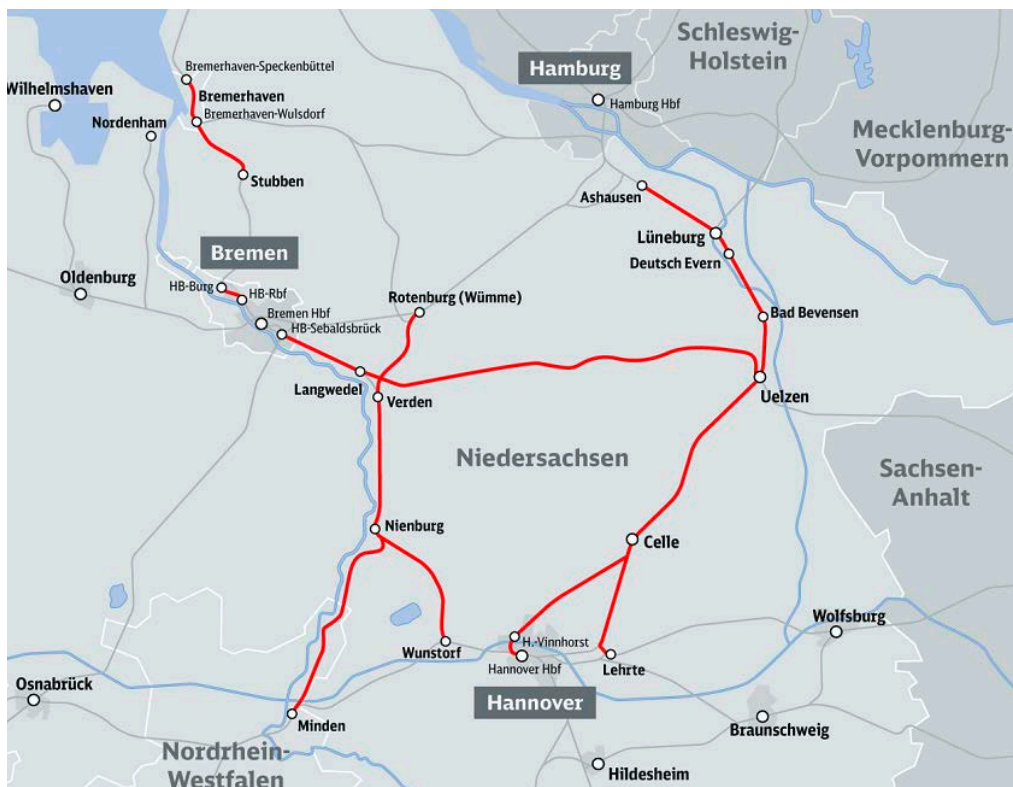 Schleswig-
Holstein
Bremerhaven-Speckenbüttel
Hamburg
Wilhelmshaven
Bremerhaven
Hamburg Hbf
Nordenham
Bremerhaven-Wulsdorf
Mecklenburg-
Vorpommern
Stubben
Ashausen
Lüneburg
Bremen
Deutsch Evern
Oldenburg
HB-Burg
HB-Rbf
Rotenburg (Wümme)
Bremen Hbf
Bad Bevensen
HB-Sebaldsbrück
Langwedel
Verden
Uelzen
Niedersachsen
Sachsen-
Anhalt
Nienburg
Celle
Wolfsburg
H.-Vinnhorst
Wunstorf
Hannover Hbf
Lehrte
Osnabrück
Hannover
Minden
Braunschweig
Nordrhein-
Westfalen
Hildesheim